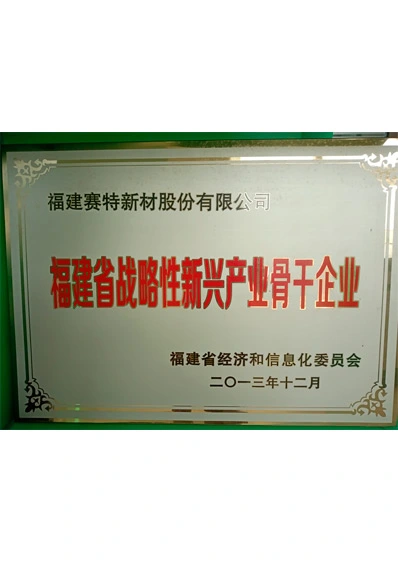 福建赛特新材股份有限公司
福建省战略性新兴产业骨干企业
福建省经济和信息化委员会
二〇一三年十二月